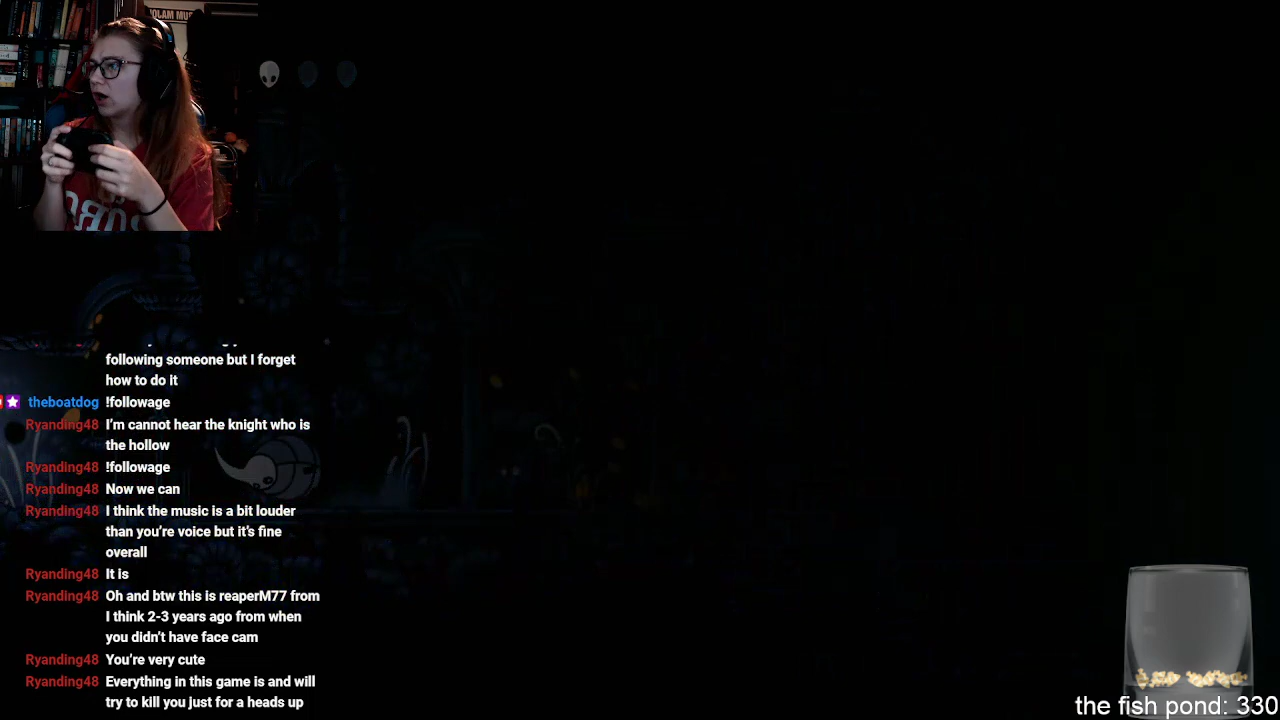 following someone but I forget
how to do it
theboatdog !followage
Ryanding48 I'm cannot hear the knight who is
the hollow
Ryanding48 !followage
Ryanding48 Now we can
Ryanding48 I think the music is a bit louder
than you're voice but it's fine
overall
Ryanding48 It is
Ryanding48 Oh and btw this is reaperM77 from
I think 2-3 years ago from when
you didn't have face cam
Ryanding48 You're very cute
Ryanding48 Everything in this game is and will
try to kill you just for a heads up
the fish pond: 330